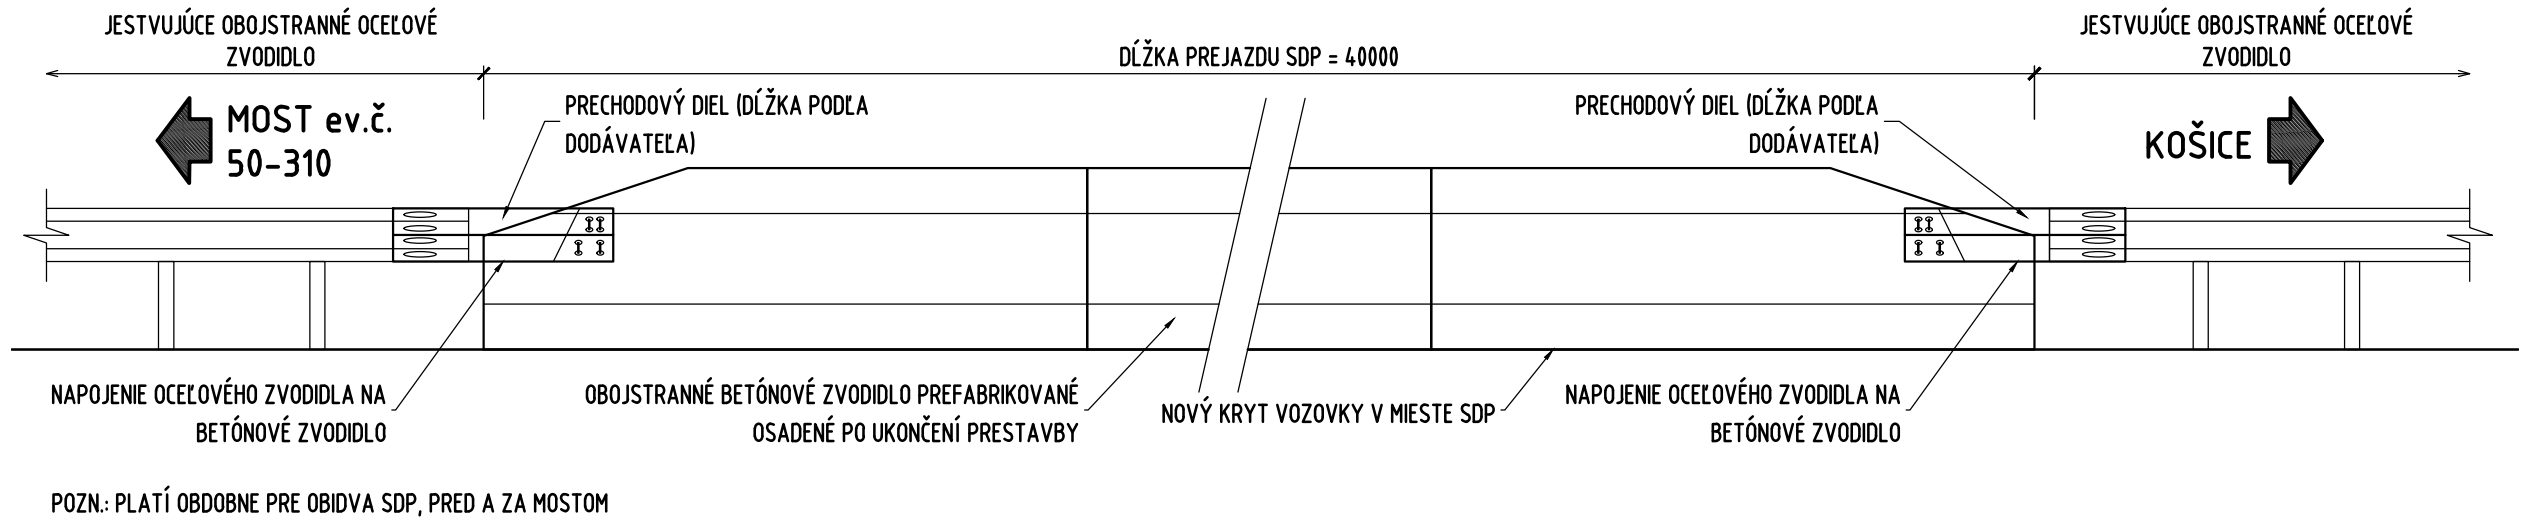 JESTVUJÚCE OBOJSTRANNÉ OCEĽOVÉ
ZVODIDLO
DĹŽKA PREJAZDU SDP = 40000
JESTVUJÚCE OBOJSTRANNÉ OCEĽOVÉ
ZVODIDLO
MOST ev.č.
50-310
PRECHODOVÝ DIEL (DĹŽKA PODĽA
DODÁVATEĽA)
PRECHODOVÝ DIEL (DĹŽKA PODĽA
DODÁVATEĽA)
KOŠICE
NAPOJENIE OCEĽOVÉHO ZVODIDLA NA
BETÓNOVÉ ZVODIDLO
OBOJSTRANNÉ BETÓNOVÉ ZVODIDLO PREFABRIKOVANÉ
OSADENÉ PO UKONČENÍ PRESTAVBY
NOVÝ KRYT VOZOVKY V MIESTE SDP
NAPOJENIE OCEĽOVÉHO ZVODIDLA NA
BETÓNOVÉ ZVODIDLO
POZN.: PLATÍ OBDOBNE PRE OBIDVA SDP, PRED A ZA MOSTOM